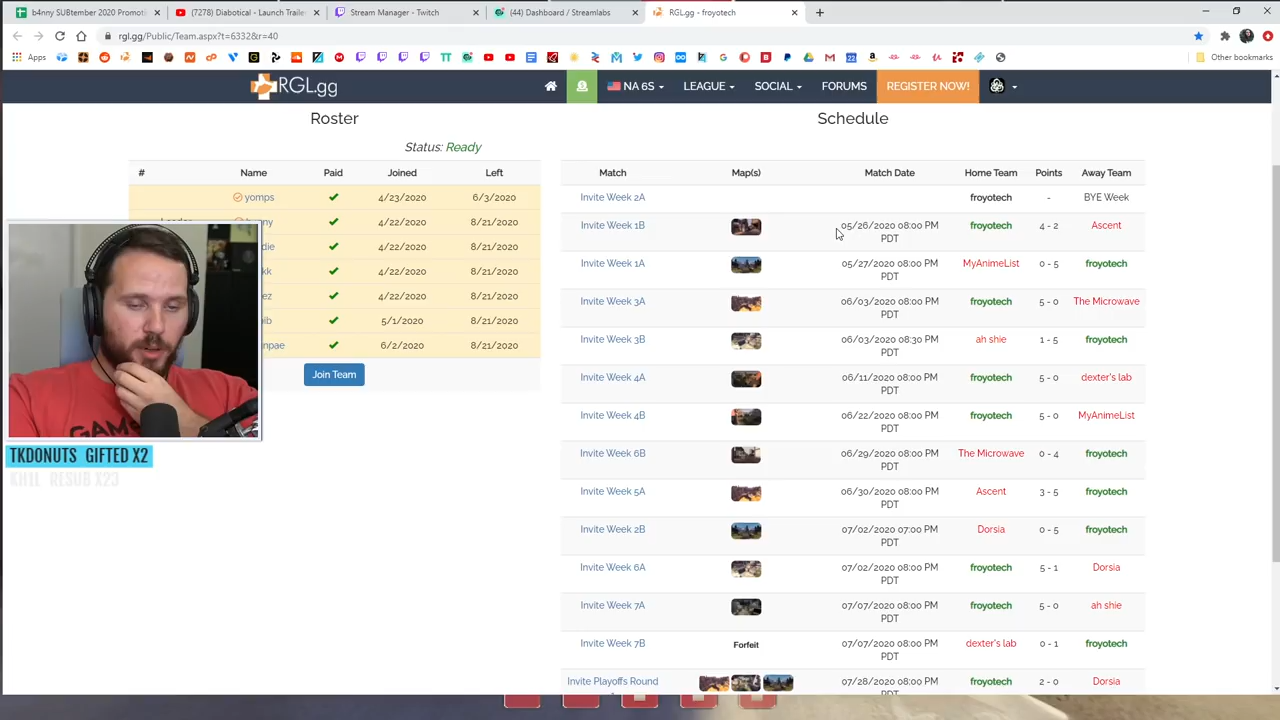 b4nny SUBtember 2020 Promoti
(7278) Diabotical - Launch Trailer
Stream Manager - Twitch
(44) Dashboard / Streamlabs
RGL.gg - froyotech
rgl.gg/Public/Team.aspx?t=6332&r=40
Apps
Other bookmarks
RGL.gg
NA 6S
LEAGUE
SOCIAL
FORUMS
REGISTER NOW!
Roster
Status: Ready
# Name Paid Joined Left
yomps 4/23/2020 6/3/2020
4/22/2020 8/21/2020
4/22/2020 8/21/2020
4/22/2020 8/21/2020
4/22/2020 8/21/2020
5/1/2020 8/21/2020
6/2/2020 8/21/2020
Join Team
TKDONUTS GIFTED X2
RESUB X23
Schedule
Match Map(s) Match Date Home Team Points Away Team
Invite Week 2A froyotech - BYE Week
Invite Week 1B 05/26/2020 08:00 PM PDT froyotech 4 - 2 Ascent
Invite Week 1A 05/27/2020 08:00 PM PDT MyAnimeList 0 - 5 froyotech
Invite Week 3A 06/03/2020 08:00 PM PDT froyotech 5 - 0 The Microwave
Invite Week 3B 06/03/2020 08:30 PM PDT ah shie 1 - 5 froyotech
Invite Week 4A 06/11/2020 08:00 PM PDT froyotech 5 - 0 dexter's lab
Invite Week 4B 06/22/2020 08:00 PM PDT froyotech 5 - 0 MyAnimeList
Invite Week 6B 06/29/2020 08:00 PM PDT The Microwave 0 - 4 froyotech
Invite Week 5A 06/30/2020 08:00 PM PDT Ascent 3 - 5 froyotech
Invite Week 2B 07/02/2020 07:00 PM PDT Dorsia 0 - 5 froyotech
Invite Week 6A 07/02/2020 08:00 PM PDT froyotech 5 - 1 Dorsia
Invite Week 7A 07/07/2020 08:00 PM PDT froyotech 5 - 0 ah shie
Invite Week 7B Forfeit 07/07/2020 08:00 PM PDT dexter's lab 0 - 1 froyotech
Invite Playoffs Round 07/28/2020 08:00 PM PDT froyotech 2 - 0 Dorsia